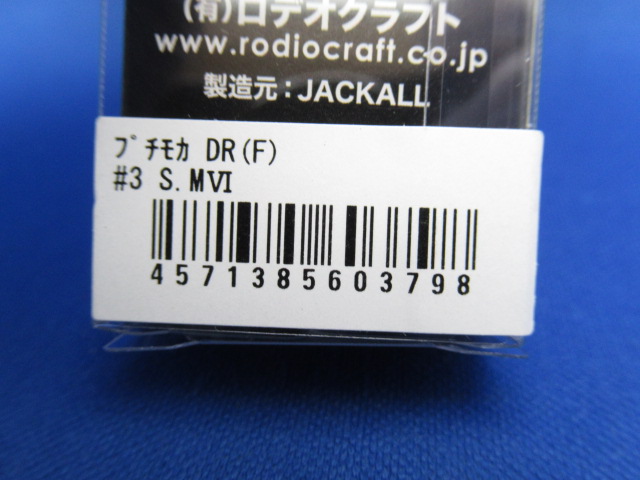 (有)ロデオクラフト
www.rodiocraft.co.jp
製造元：JACKALL
ﾌﾟﾁﾓｶ DR(F)
#3 S.MⅥ
4571385603798